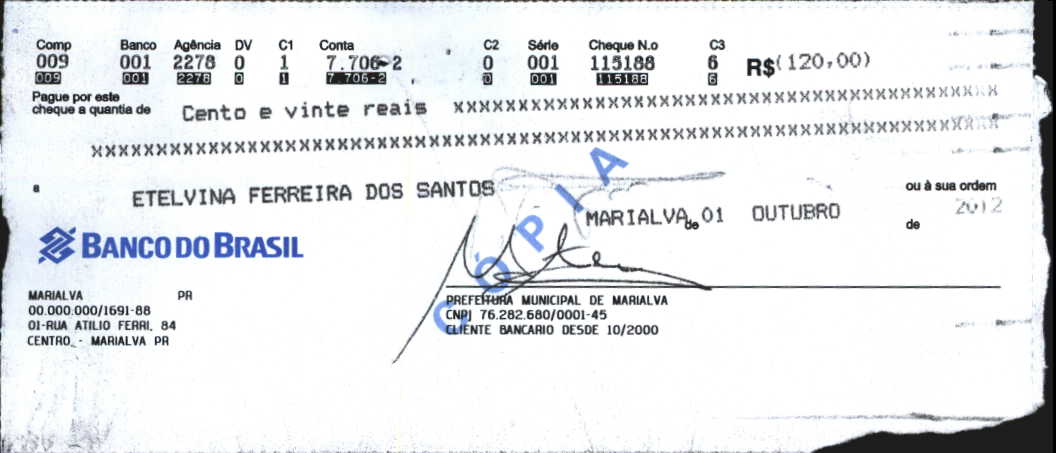 Comp Banco Agência DV C1 Conta C2 Série Cheque N.o C3
009 001 2278 0 1 7.706-2 0 001 115188 6 R$(120,00)
009 001 2278 0 1 7.706-2 0 001 115188 6
Pague por este
cheque a quantia de Cento e vinte reais xxxxxxxxxxxxxxxxxxxxxxxxxxxxxxxxxxxxxxxxxx
xxxxxxxxxxxxxxxxxxxxxxxxxxxxxxxxxxxxxxxxxxxxxxxxxxxxxxxxxxxxxxxxxxxxxx
a ETELVINA FERREIRA DOS SANTOS ou à sua ordem
MARIALVA, 01 de OUTUBRO de 2012
CÓPIA
BANCO DO BRASIL
MARIALVA PR
00.000.000/1691-88
01-RUA ATILIO FERRI, 84
CENTRO - MARIALVA PR
PREFEITURA MUNICIPAL DE MARIALVA
CNPJ 76.282.680/0001-45
CLIENTE BANCARIO DESDE 10/2000